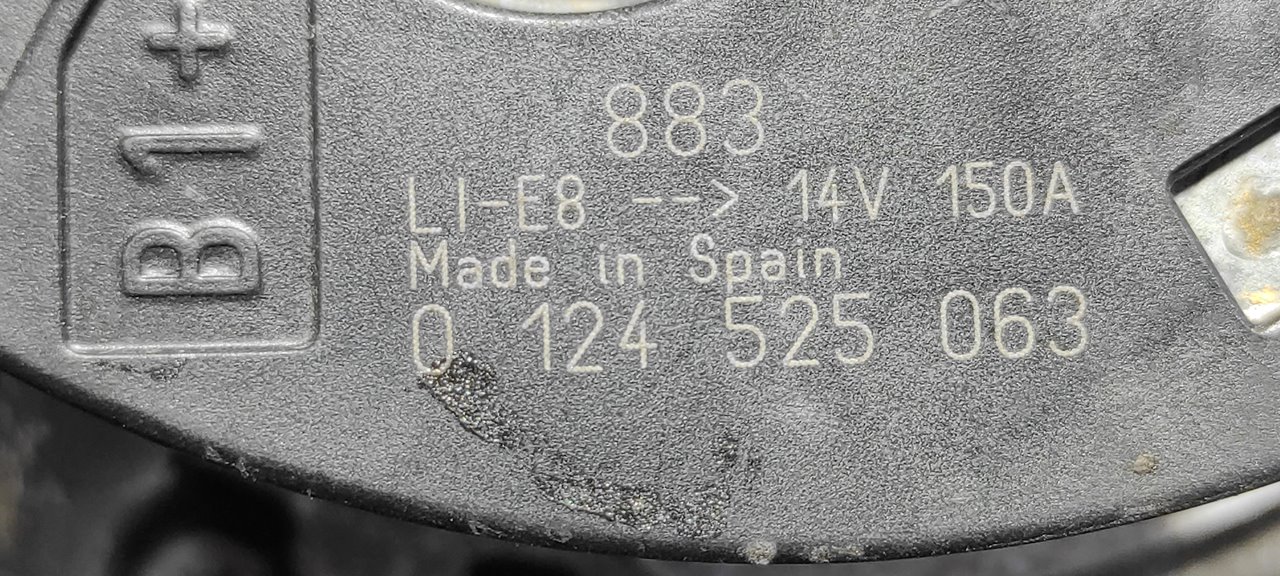 B1+
883
LI-E8 --> 14V 150A
Made in Spain
0 124 525 063